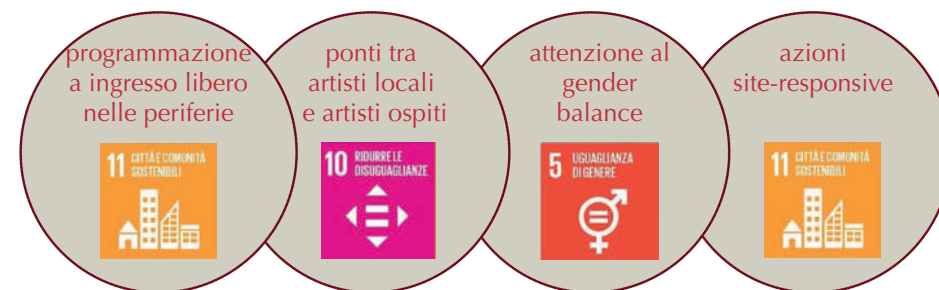 programmazione
a ingresso libero
nelle periferie
11 CITTÀ E COMUNITÀ
SOSTENIBILI
ponti tra
artisti locali
e artisti ospiti
10 RIDURRE LE
DISUGUAGLIANZE
attenzione al
gender
balance
5 UGUAGLIANZA
DI GENERE
azioni
site-responsive
11 CITTÀ E COMUNITÀ
SOSTENIBILI